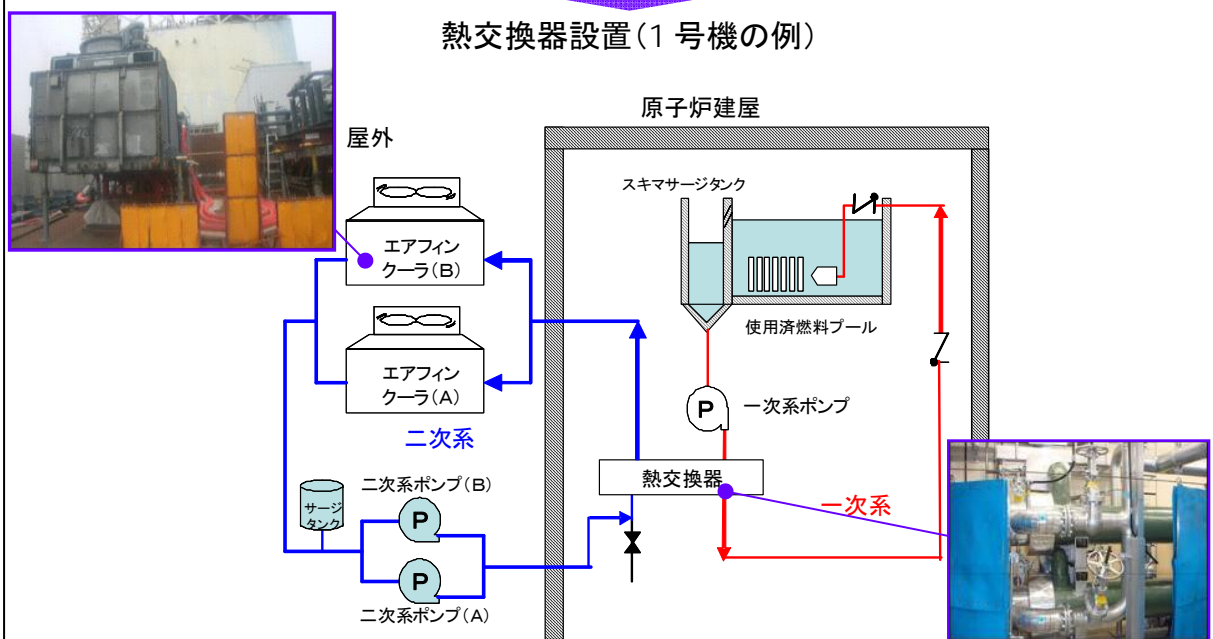 熱交換器設置(1号機の例)
原子炉建屋
屋外
スキマサージタンク
エアフィン
クーラ(B)
使用済燃料プール
エアフィン
クーラ(A)
P
一次系ポンプ
二次系
熱交換器
二次系ポンプ(B)
サージ
タンク
P
一次系
P
二次系ポンプ(A)